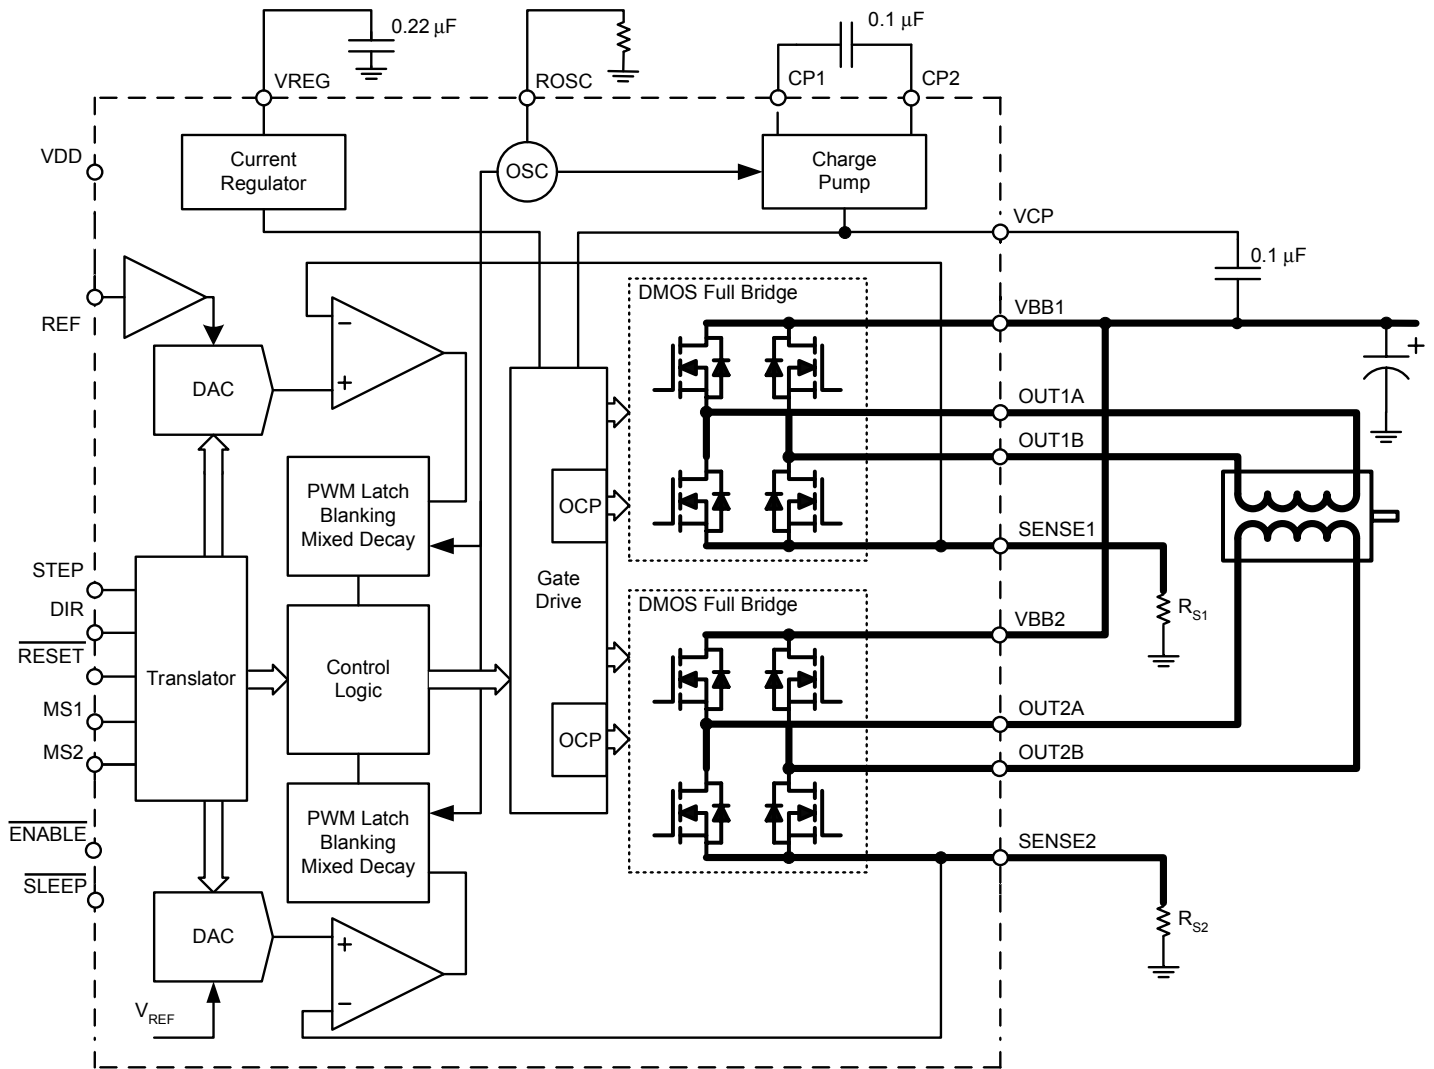 0.22 µF
0.1 µF
VREG
ROSC
CP1
CP2
VDD
Current
Regulator
OSC
Charge
Pump
VCP
0.1 µF
REF
DMOS Full Bridge
VBB1
−
+
+
DAC
OUT1A
OUT1B
PWM Latch
Blanking
Mixed Decay
OCP
SENSE1
STEP
DIR
RESET
MS1
MS2
Translator
Control
Logic
Gate
Drive
DMOS Full Bridge
RS1
VBB2
OUT2A
OCP
OUT2B
ENABLE
SLEEP
PWM Latch
Blanking
Mixed Decay
SENSE2
DAC
+
−
RS2
VREF